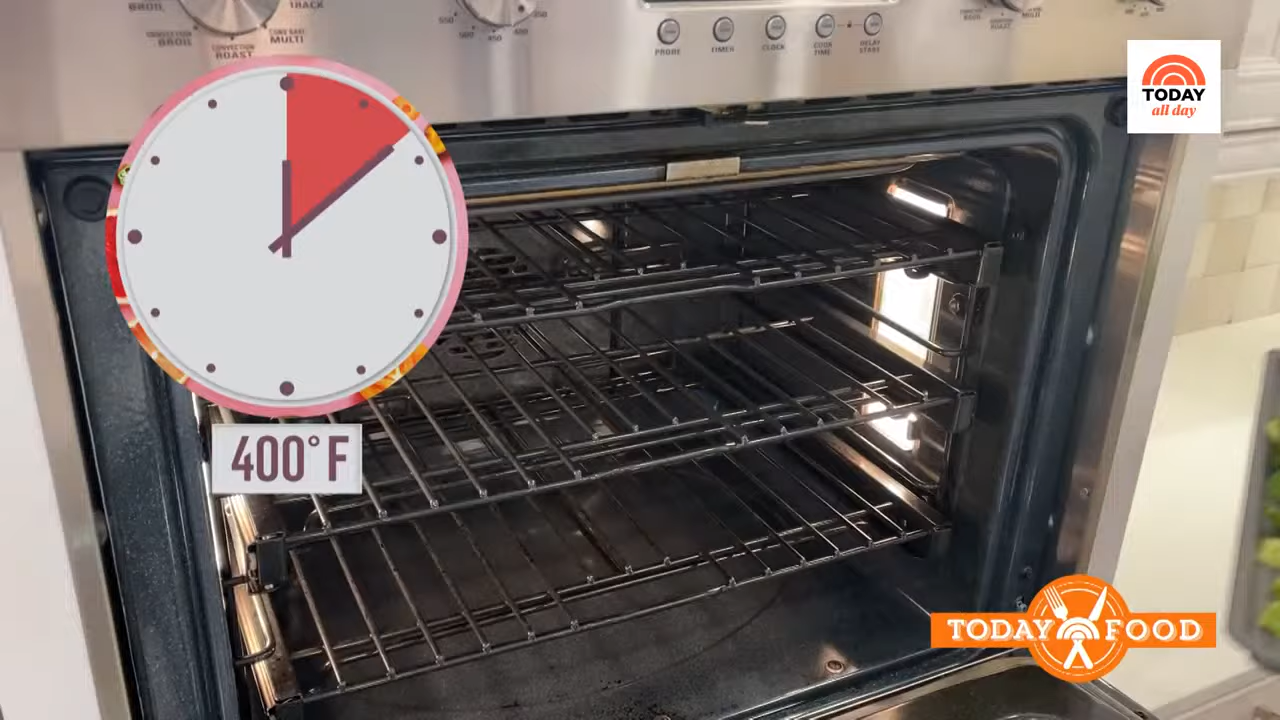 BROIL
TRACK
CONVECTION
BROIL
CONVECTION
ROAST
CONV BAKE
MULTI
550
500
450
400
350
PROBE
TIMER
CLOCK
COOK
TIME
DELAY
START
TODAY
all day
400°F
TODAY FOOD